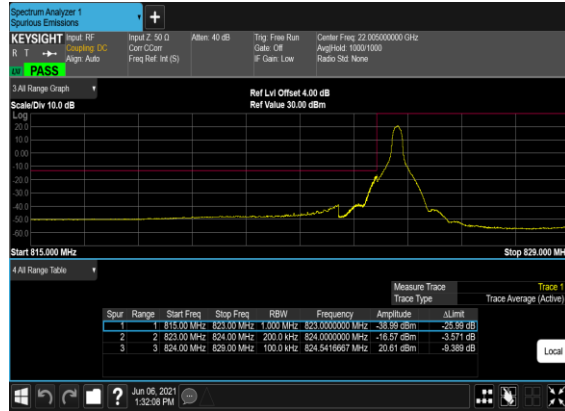 Spectrum Analyzer 1
Spurious Emissions
+
KEYSIGHT Input: RF Input Z: 50 Ω Atten: 40 dB Trig: Free Run Center Freq: 22.005000000 GHz
R T Coupling: DC Corr CCorr Gate: Off Avg|Hold: 1000/1000
Align: Auto Freq Ref: Int (S) IF Gain: Low Radio Std: None
PASS
3 All Range Graph
Ref Lvl Offset 4.00 dB
Scale/Div 10.0 dB Ref Value 30.00 dBm
Log
20.0
10.0
0.00
-10.0
-20.0
-30.0
-40.0
-50.0
-60.0
Start 815.000 MHz Stop 829.000 MH
4 All Range Table
Measure Trace Trace 1
Trace Type Trace Average (Active)
Spur Range Start Freq Stop Freq RBW Frequency Amplitude ΔLimit
1 1 815.00 MHz 823.00 MHz 1.000 MHz 823.0000000 MHz -38.99 dBm -25.99 dB
2 2 823.00 MHz 824.00 MHz 200.0 kHz 824.0000000 MHz -16.57 dBm -3.571 dB
3 3 824.00 MHz 829.00 MHz 100.0 kHz 824.5416667 MHz 20.61 dBm -9.389 dB
Local
?
Jun 06, 2021
1:32:08 PM